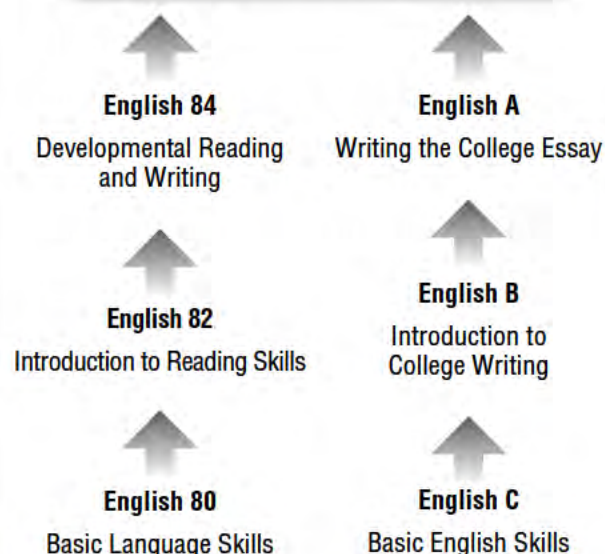 English 84
Developmental Reading
and Writing
English A
Writing the College Essay
English 82
Introduction to Reading Skills
English B
Introduction to
College Writing
English 80
Basic Language Skills
English C
Basic English Skills